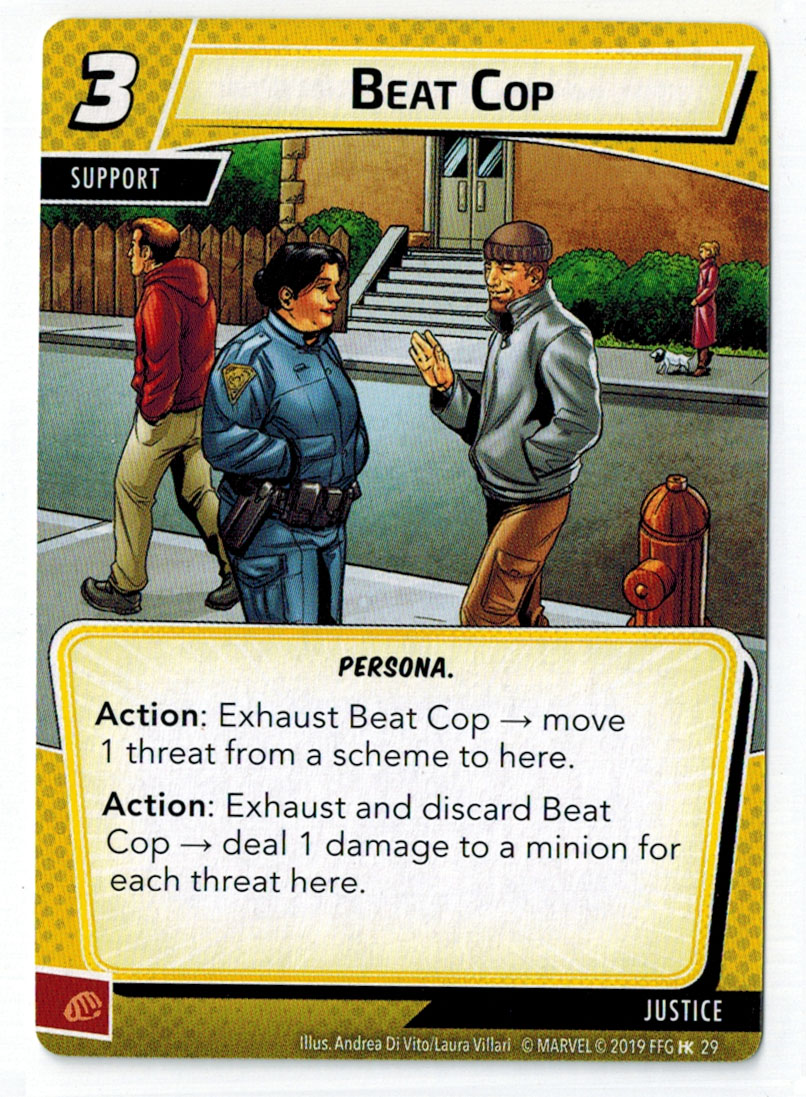 3
BEAT COP
SUPPORT
PERSONA.
Action: Exhaust Beat Cop → move
1 threat from a scheme to here.
Action: Exhaust and discard Beat
Cop → deal 1 damage to a minion for
each threat here.
JUSTICE
Illus. Andrea Di Vito/Laura Villari © MARVEL © 2019 FFG HK 29